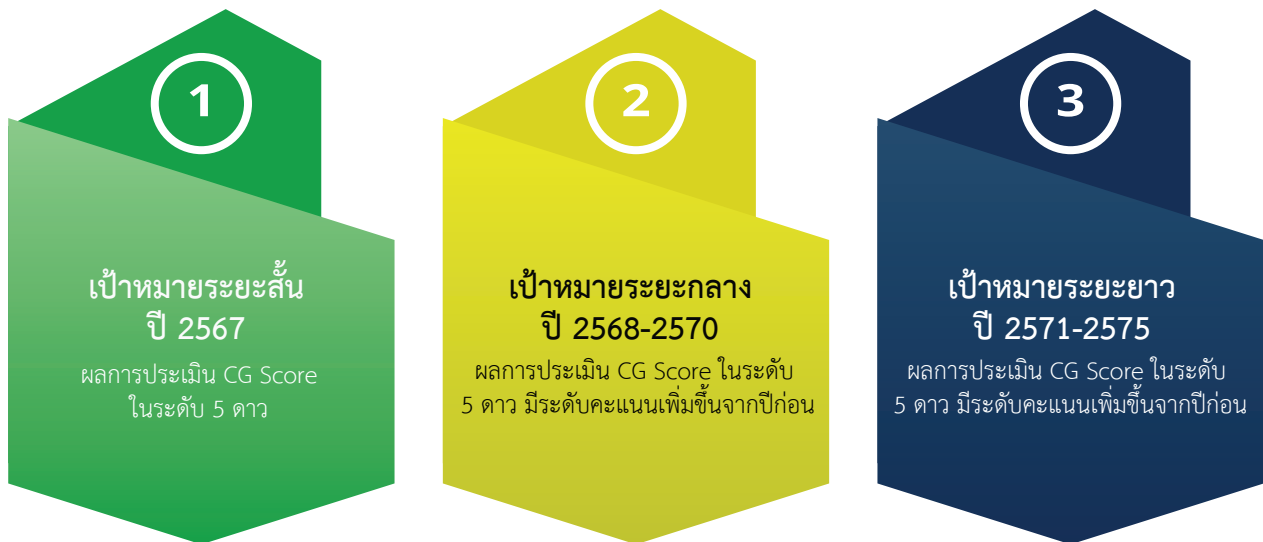 1
เป้าหมายระยะสั้น
ปี 2567
ผลการประเมิน CG Score
ในระดับ 5 ดาว
2
เป้าหมายระยะกลาง
ปี 2568-2570
ผลการประเมิน CG Score ในระดับ
5 ดาว มีระดับคะแนนเพิ่มขึ้นจากปีก่อน
3
เป้าหมายระยะยาว
ปี 2571-2575
ผลการประเมิน CG Score ในระดับ
5 ดาว มีระดับคะแนนเพิ่มขึ้นจากปีก่อน